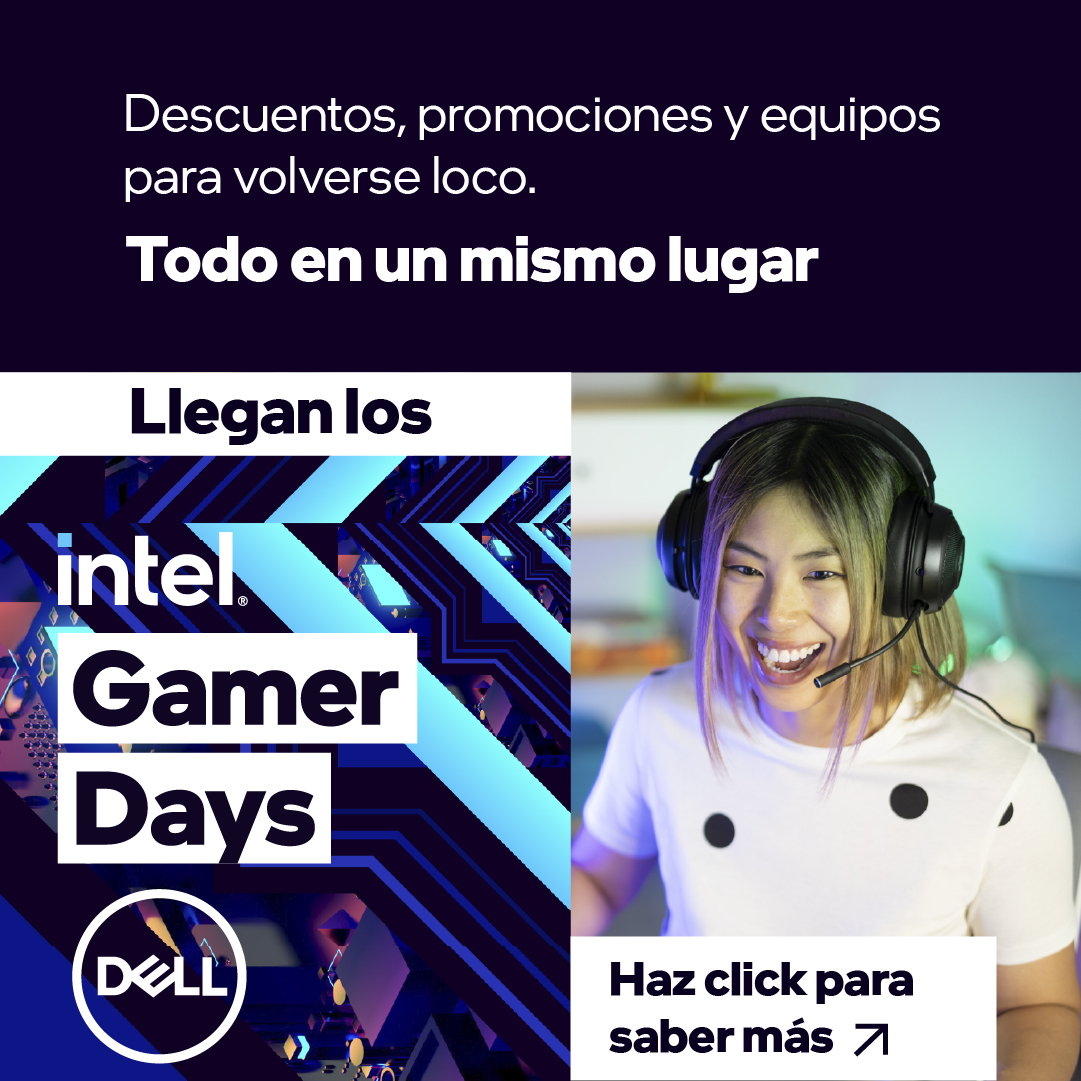 Descuentos, promociones y equipos
para volverse loco.
Todo en un mismo lugar
Llegan los
intel®
Gamer
Days
DELL
Haz click para
saber más